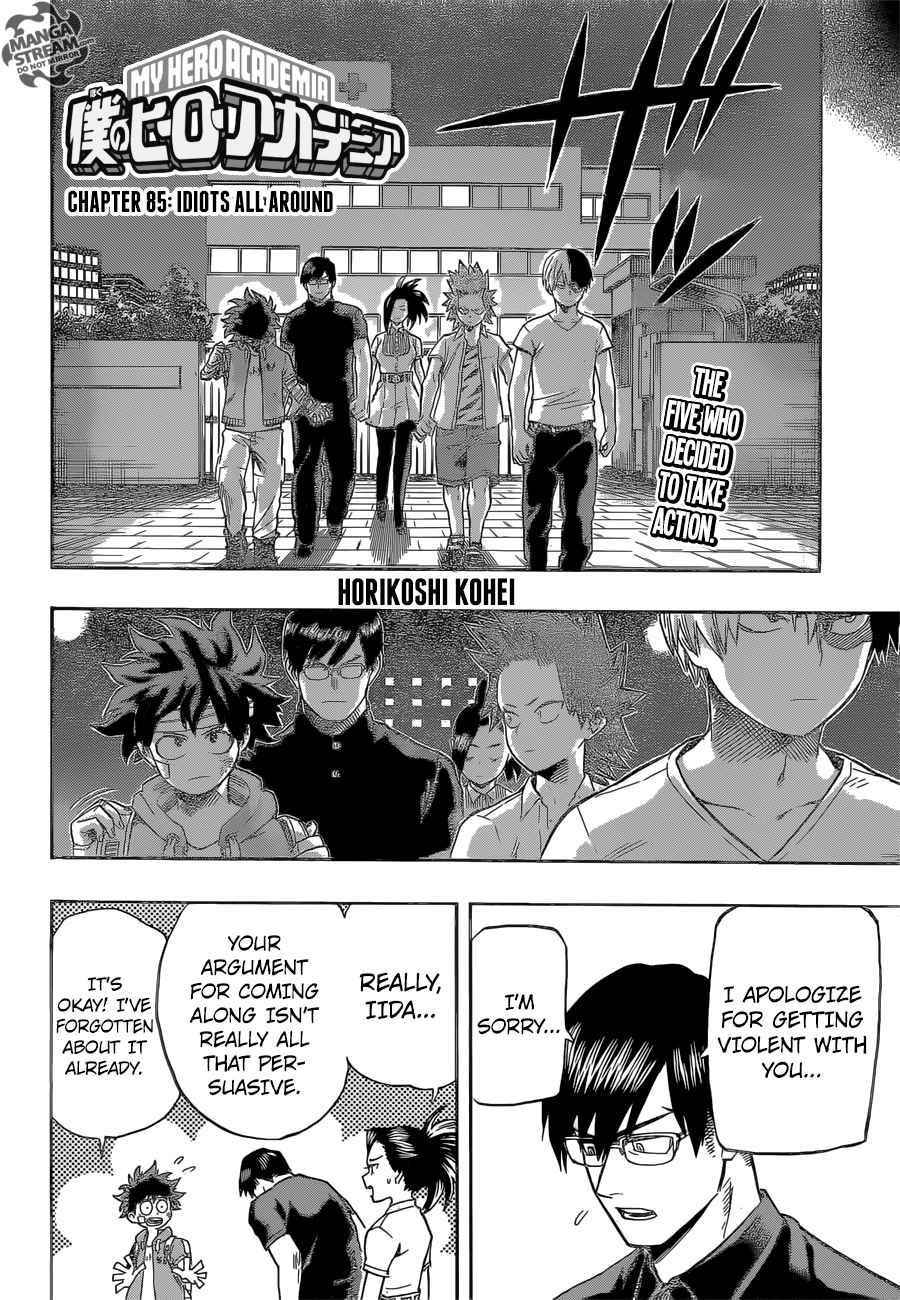 MANGA
STREAM.com
DO NOT MIRROR
MY HERO ACADEMIA
ぼく
僕のヒーローアカデミア
CHAPTER 85: IDIOTS ALL AROUND
THE
FIVE WHO
DECIDED
TO TAKE
ACTION.
HORIKOSHI KOHEI
I APOLOGIZE
FOR GETTING
VIOLENT WITH
YOU...
I'M
SORRY...
REALLY,
IIDA...
YOUR
ARGUMENT
FOR COMING
ALONG ISN'T
REALLY ALL
THAT PER-
SUASIVE.
IT'S
OKAY! I'VE
FORGOTTEN
ABOUT IT
ALREADY.